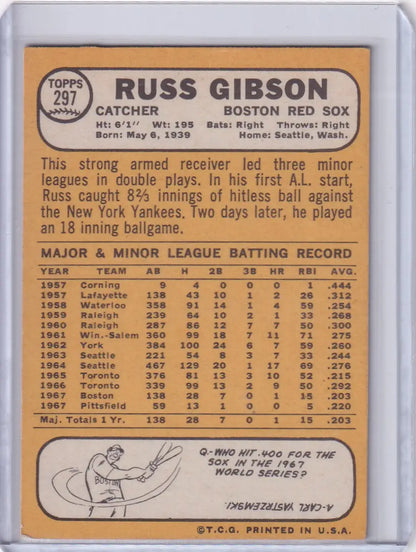 TOPPS
297
RUSS GIBSON
CATCHER BOSTON RED SOX
Ht: 6'1" Wt: 195 Bats: Right Throws: Right
Born: May 6, 1939 Home: Seattle, Wash.
This strong armed receiver led three minor
leagues in double plays. In his first A.L. start,
Russ caught 8⅔ innings of hitless ball against
the New York Yankees. Two days later, he played
an 18 inning ballgame.
MAJOR & MINOR LEAGUE BATTING RECORD
YEAR TEAM AB H 2B 3B HR RBI AVG.
1957 Corning 9 4 0 0 0 1 .444
1957 Lafayette 138 43 10 1 2 26 .312
1958 Waterloo 358 91 14 1 4 59 .254
1959 Raleigh 239 64 10 2 1 33 .268
1960 Raleigh 287 86 12 7 7 50 .300
1961 Win.-Salem 360 99 18 7 11 71 .275
1962 York 384 100 24 6 7 59 .260
1963 Seattle 221 54 8 3 7 33 .244
1964 Seattle 467 129 20 1 17 69 .276
1965 Toronto 376 81 13 3 10 52 .215
1966 Toronto 339 99 13 2 9 50 .292
1967 Boston 138 28 7 0 1 15 .203
1967 Pittsfield 59 13 1 0 0 5 .220
Maj. Totals 1 Yr. 138 28 7 0 1 15 .203
BOSTON
Q.-WHO HIT .400 FOR THE
SOX IN THE 1967
WORLD SERIES?
A-CARL YASTRZEMSKI.
©T.C.G. PRINTED IN U.S.A.